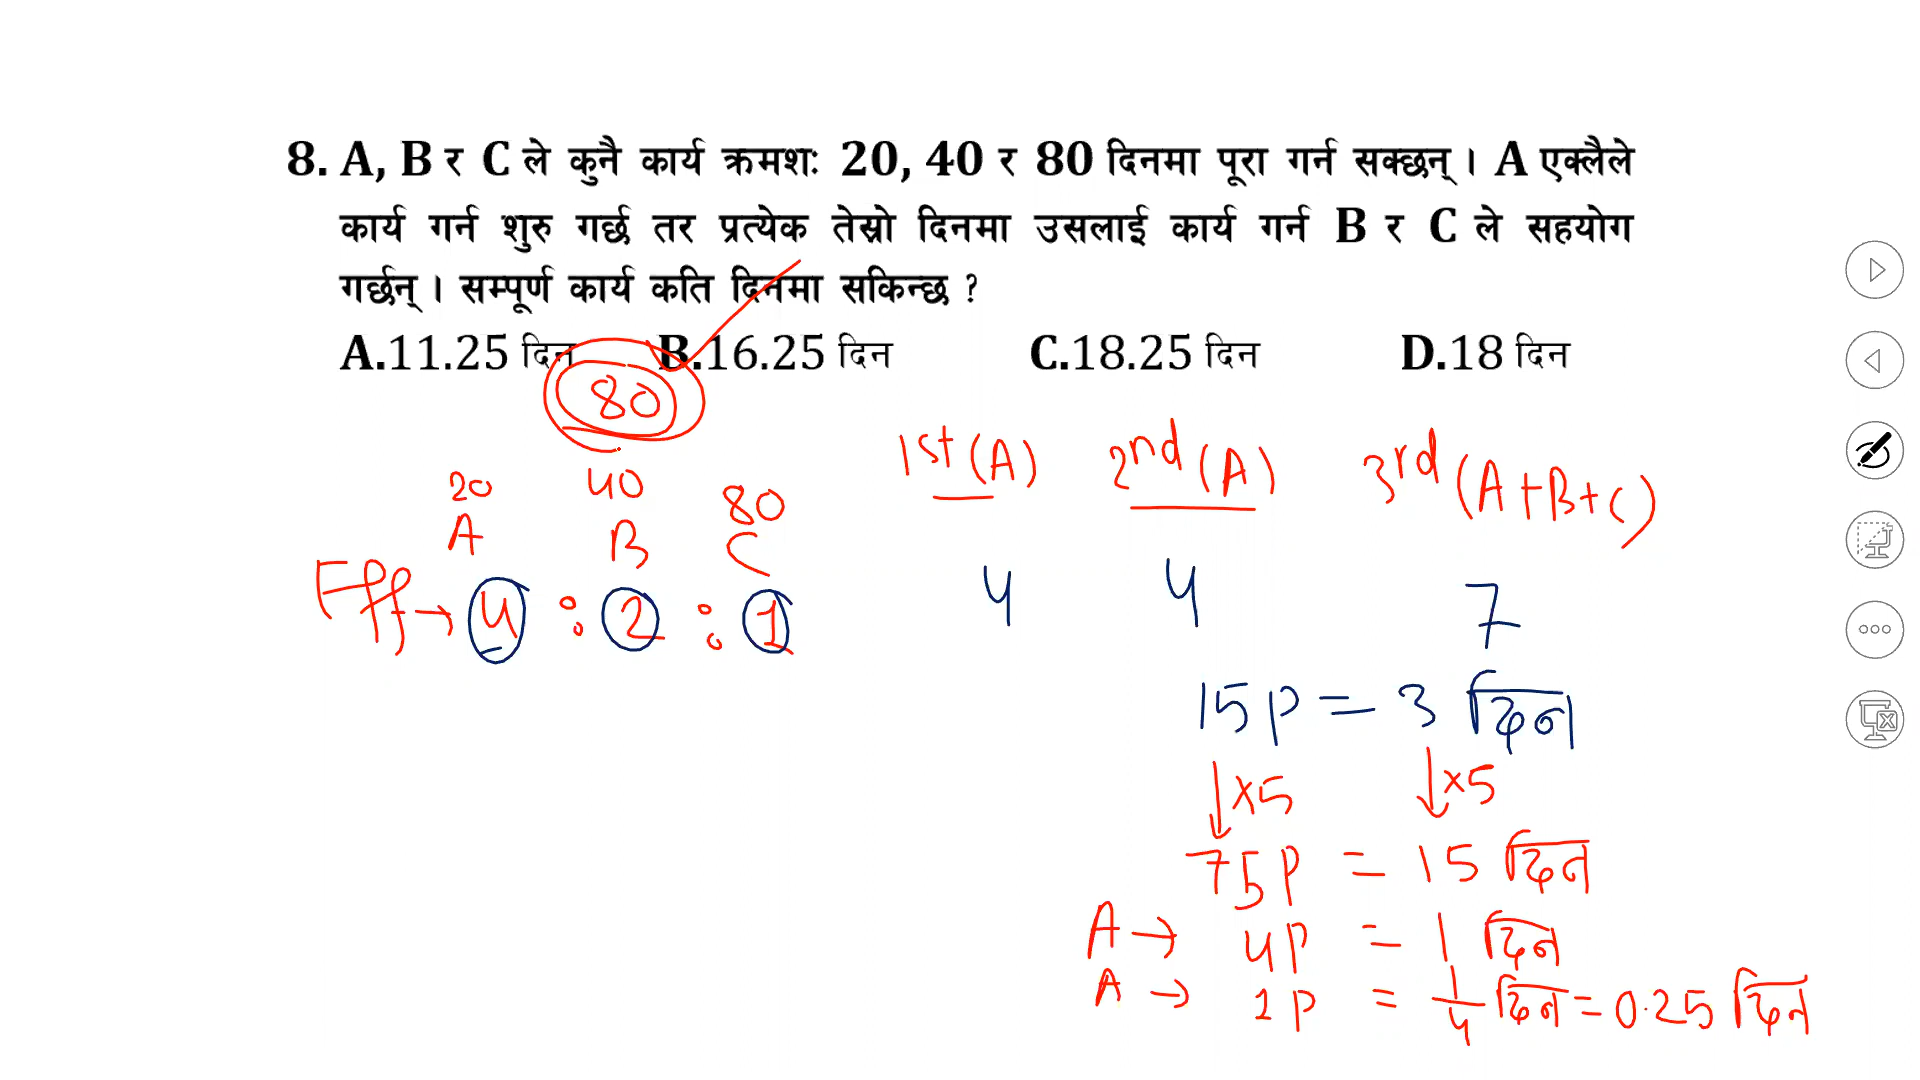 8. A, B र C ले कुनै कार्य क्रमशः 20, 40 र 80 दिनमा पूरा गर्न सक्छन् । A एक्लैले
कार्य गर्न शुरु गर्छ तर प्रत्येक तेस्रो दिनमा उसलाई कार्य गर्न B र C ले सहयोग
गर्छन् । सम्पूर्ण कार्य कति दिनमा सकिन्छ ?
A.11.25 दिन B.16.25 दिन C.18.25 दिन D.18 दिन
80
20 40 80
A B C
Eff → 4 : 2 : 1
1st (A) 2nd (A) 3rd (A+B+C)
4 4 7
15P = 3 दिन
↓ ×5 ↓ ×5
75P = 15 दिन
A → 4P = 1 दिन
A → 1P = 1/4 दिन = 0.25 दिन